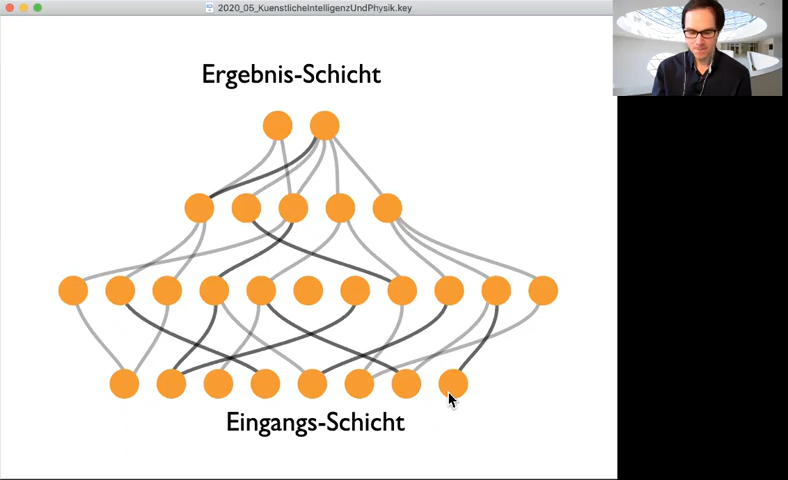 2020_05_KuenstlicheIntelligenzUndPhysik.key
Ergebnis-Schicht
Eingangs-Schicht